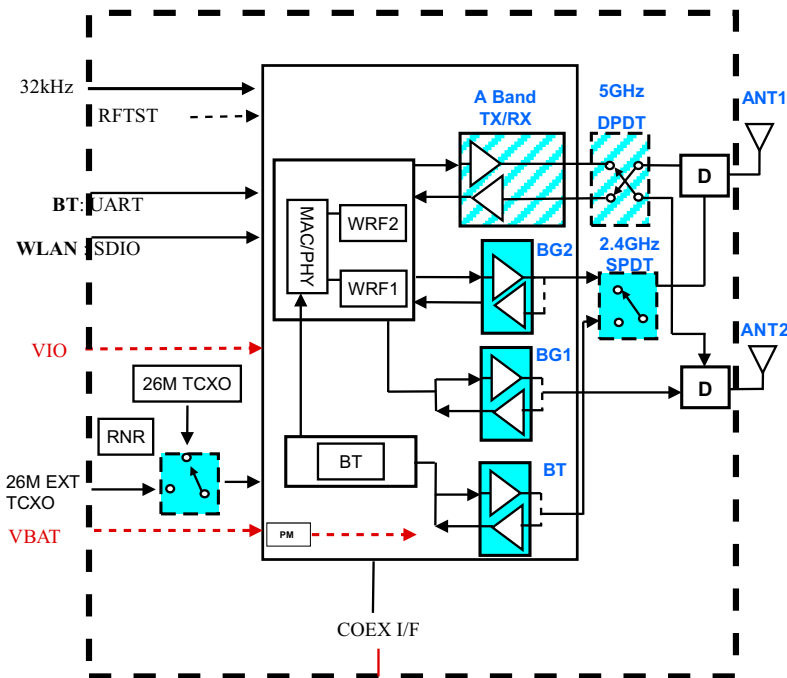 32kHz
RFTST
BT: UART
WLAN : SDIO
VIO
26M TCXO
RNR
26M EXT
TCXO
VBAT
PM
COEX I/F
MAC/PHY
WRF2
WRF1
BT
A Band
TX/RX
BG2
BG1
BT
5GHz
DPDT
2.4GHz
SPDT
D
D
ANT1
ANT2